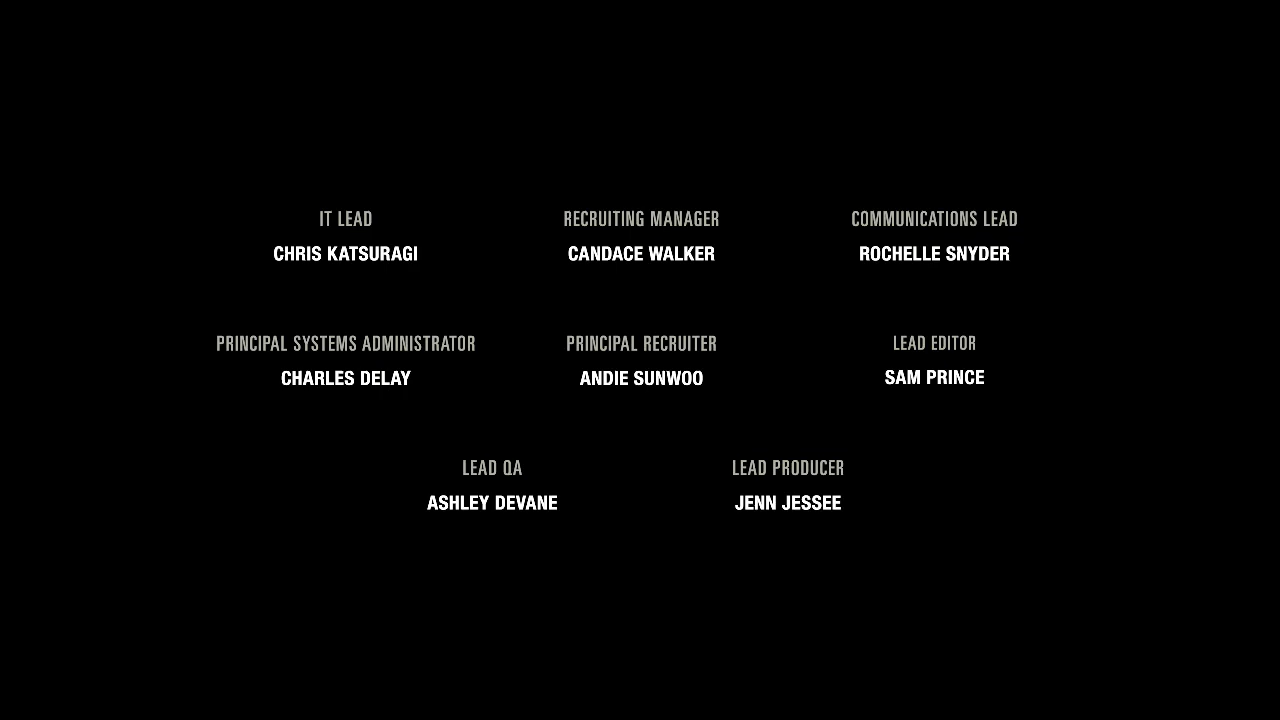 IT LEAD
CHRIS KATSURAGI
RECRUITING MANAGER
CANDACE WALKER
COMMUNICATIONS LEAD
ROCHELLE SNYDER
PRINCIPAL SYSTEMS ADMINISTRATOR
CHARLES DELAY
PRINCIPAL RECRUITER
ANDIE SUNWOO
LEAD EDITOR
SAM PRINCE
LEAD QA
ASHLEY DEVANE
LEAD PRODUCER
JENN JESSEE